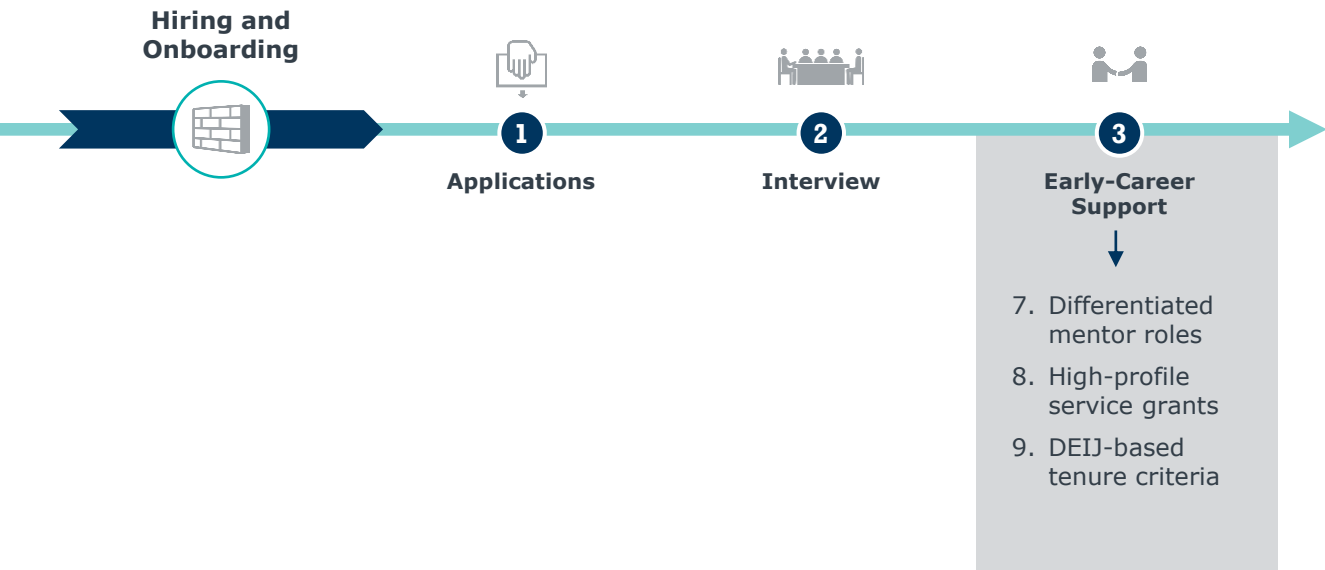 Hiring and
Onboarding
1
2
3
Applications
Interview
Early-Career
Support
7. Differentiated
mentor roles
8. High-profile
service grants
9. DEIJ-based
tenure criteria